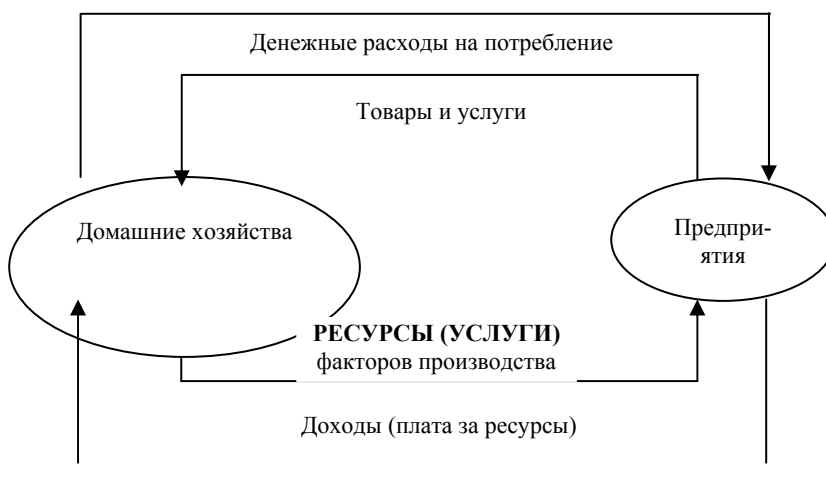 Денежные расходы на потребление
Товары и услуги
Домашние хозяйства
Предпри-
ятия
РЕСУРСЫ (УСЛУГИ)
факторов производства
Доходы (плата за ресурсы)